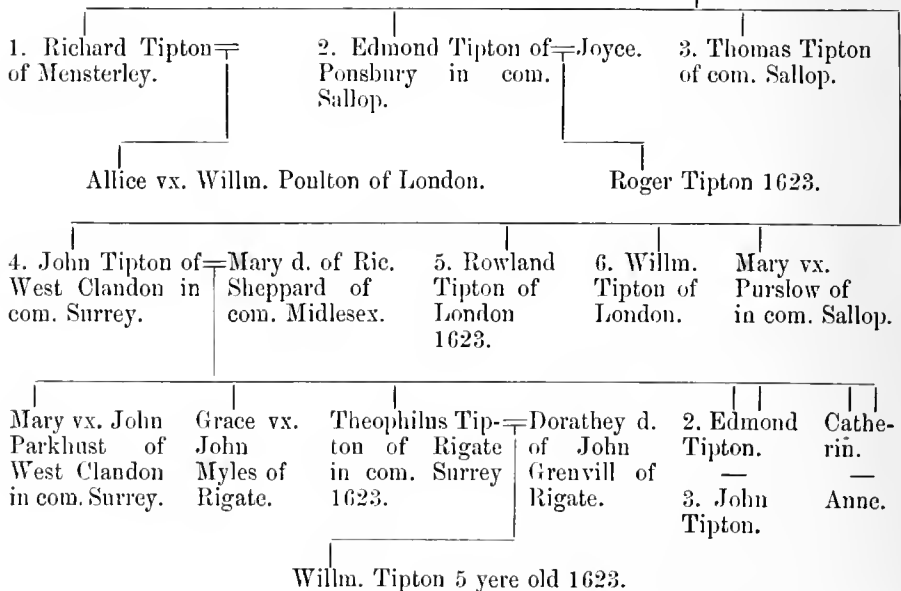 1. Richard Tipton
of Mensterley.
2. Edmond Tipton of
Ponsbury in com.
Sallop.
Joyce.
3. Thomas Tipton
of com. Sallop.
Allice vx. Willm. Poulton of London.
Roger Tipton 1623.
4. John Tipton of
West Clandon in
com. Surrey.
Mary d. of Ric.
Sheppard of
com. Midlesex.
5. Rowland
Tipton of
London
1623.
6. Willm.
Tipton of
London.
Mary vx.
Purslow of
in com. Sallop.
Mary vx. John
Parkhust of
West Clandon
in com. Surrey.
Grace vx.
John
Myles of
Rigate.
Theophilus Tip-
ton of Rigate
in com. Surrey
1623.
Dorathey d.
of John
Grenvill of
Rigate.
2. Edmond
Tipton.
—
3. John
Tipton.
Cathe-
rin.
—
Anne.
Willm. Tipton 5 yere old 1623.